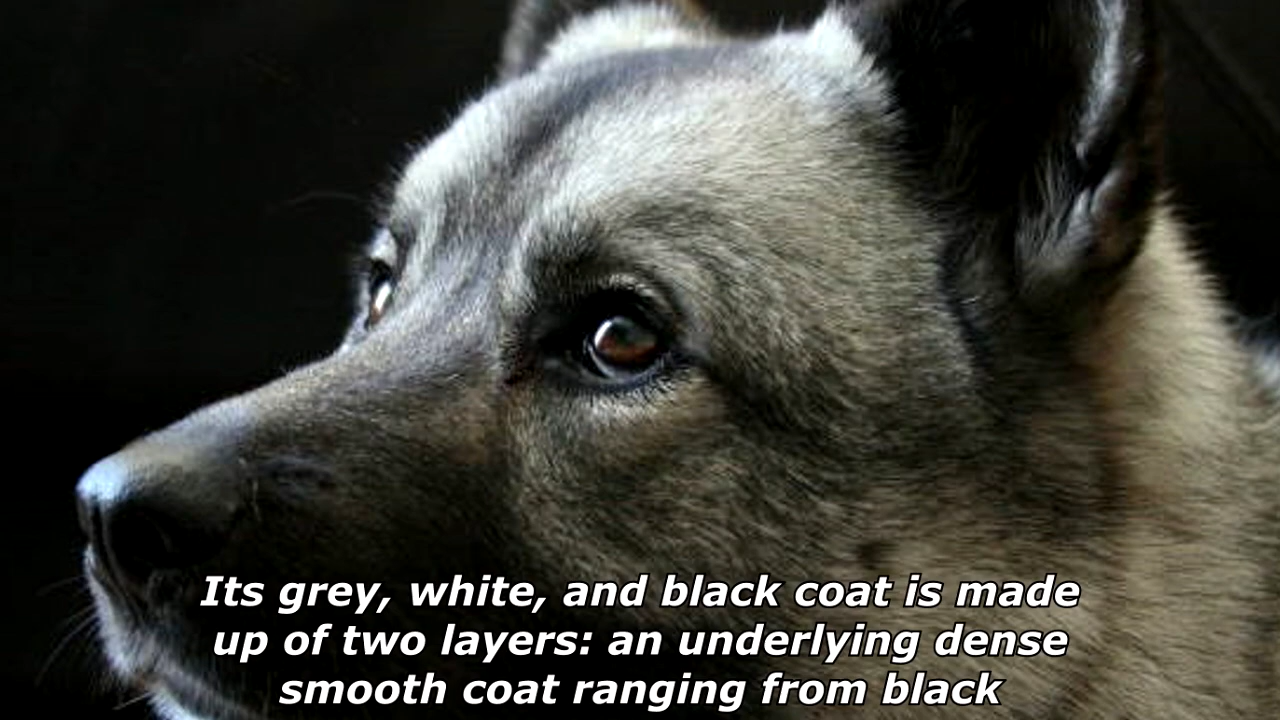 Its grey, white, and black coat is made
up of two layers: an underlying dense
smooth coat ranging from black